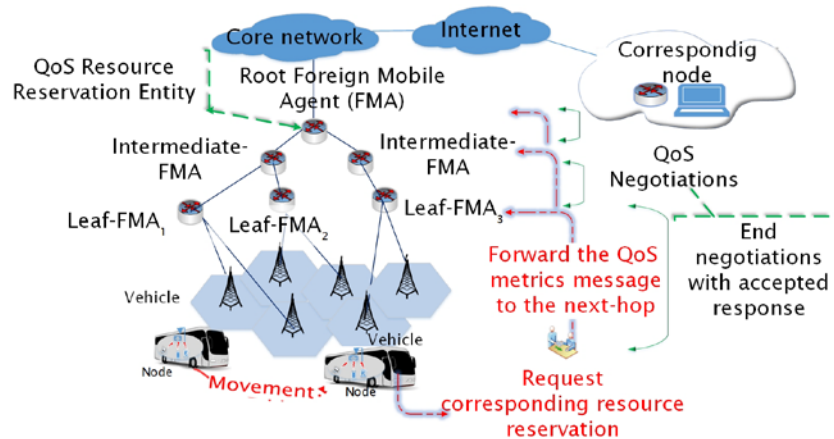 Core network
Internet
Correspondig
node
QoS Resource
Reservation Entity
Root Foreign Mobile
Agent (FMA)
Intermediate-
FMA
Intermediate-
FMA
QoS
Negotiations
Leaf-FMA1
Leaf-FMA2
Leaf-FMA3
End
negotiations
with accepted
response
Forward the QoS
metrics message
to the next-hop
Vehicle
Vehicle
Node
Movement
Node
Request
corresponding resource
reservation